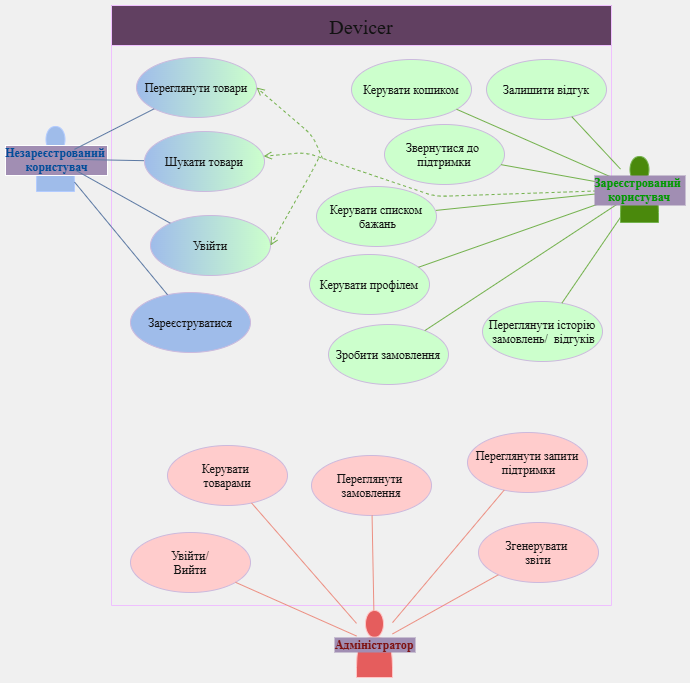 Devicer
Переглянути товари
Керувати кошиком
Залишити відгук
Незареєстрований
користувач
Шукати товари
Звернутися до
підтримки
Зареєстрований
користувач
Керувати списком
бажань
Увійти
Керувати профілем
Зареєструватися
Зробити замовлення
Переглянути історію
замовлень/ відгуків
Керувати
товарами
Переглянути
замовлення
Переглянути запити
підтримки
Увійти/
Вийти
Згенерувати
звіти
Адміністратор